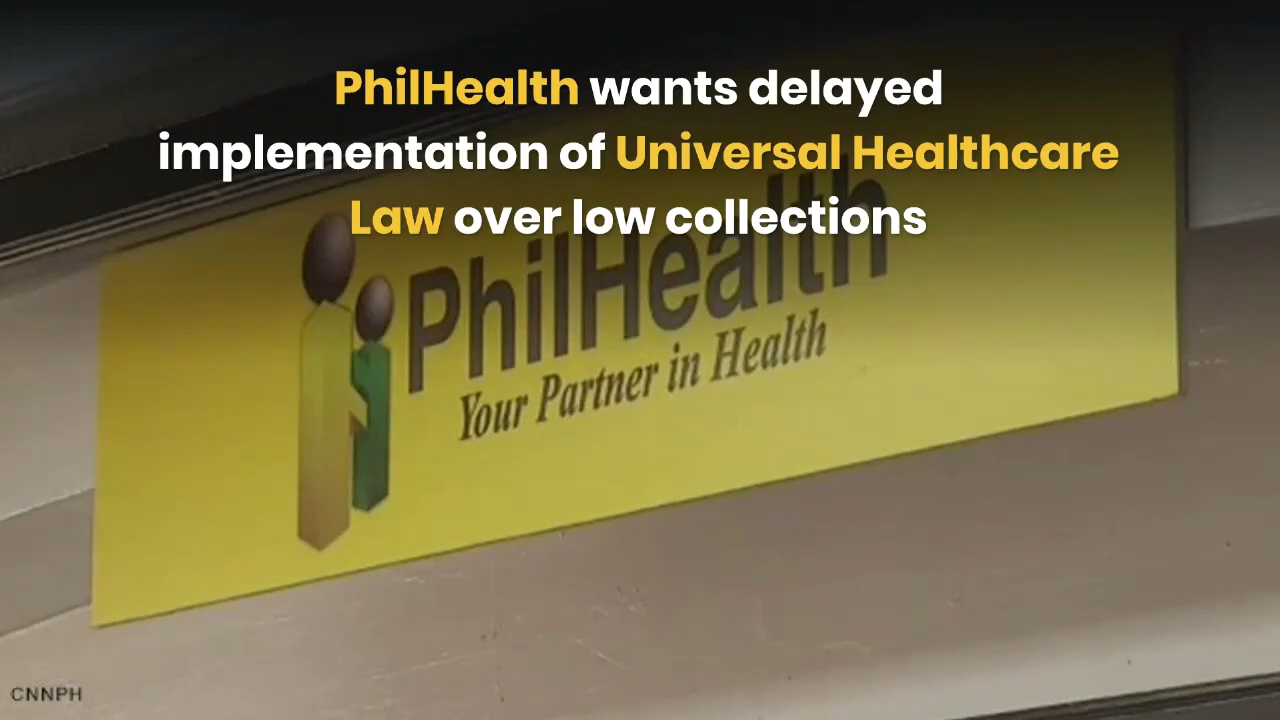 PhilHealth wants delayed
implementation of Universal Healthcare
Law over low collections
PhilHealth
Your Partner in Health
CNNPH